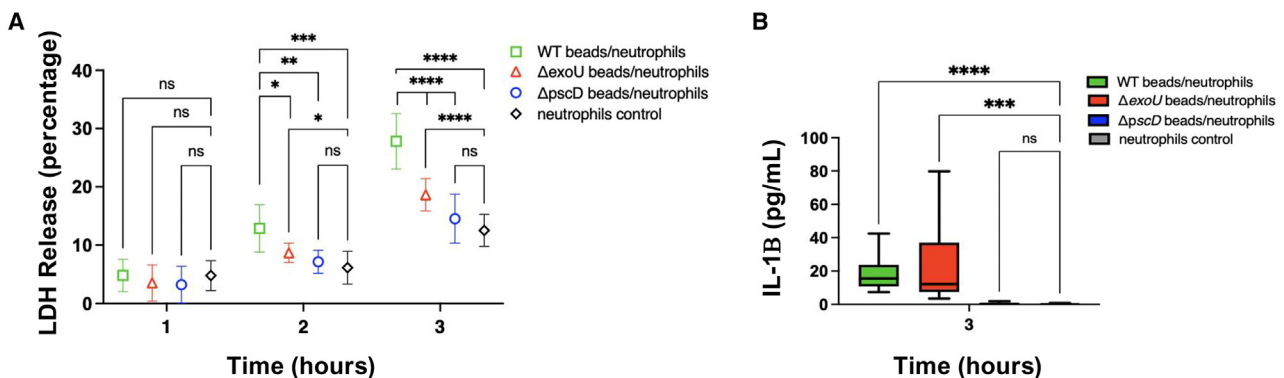 A
LDH Release (percentage)
40
30
20
10
0
ns
ns
ns
***
**
*
*
ns
****
****
****
ns
1
2
3
Time (hours)
WT beads/neutrophils
ΔexoU beads/neutrophils
ΔpscD beads/neutrophils
neutrophils control
B
IL-1B (pg/mL)
100
80
60
40
20
0
****
***
ns
3
Time (hours)
WT beads/neutrophils
ΔexoU beads/neutrophils
ΔpscD beads/neutrophils
neutrophils control